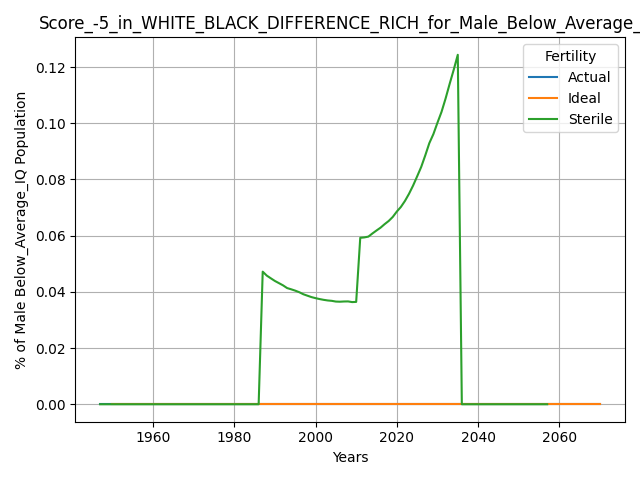 Score_-5_in_WHITE_BLACK_DIFFERENCE_RICH_for_Male_Below_Average_
% of Male Below_Average_IQ Population
0.12
0.10
0.08
0.06
0.04
0.02
0.00
Fertility
Actual
Ideal
Sterile
1960
1980
2000
2020
2040
2060
Years